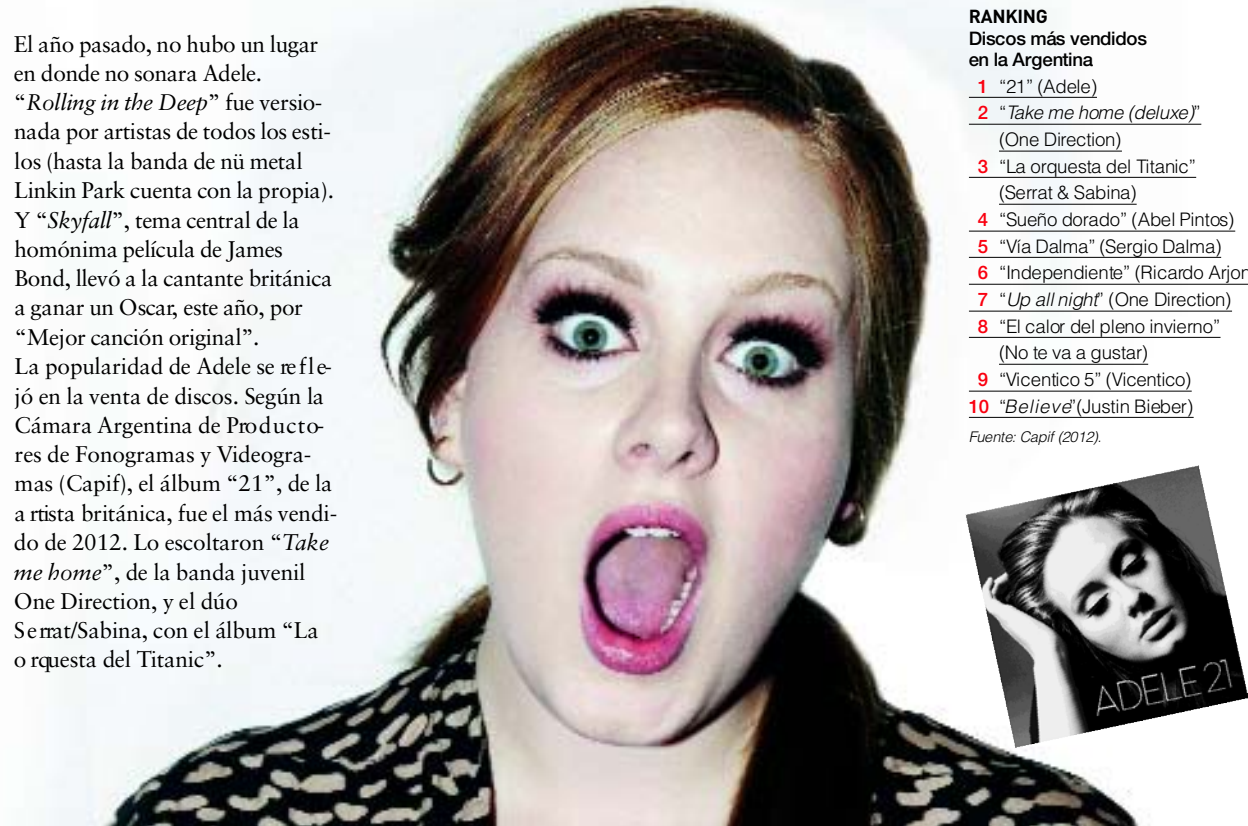 El año pasado, no hubo un lugar
en donde no sonara Adele.
“Rolling in the Deep” fue versio-
nada por artistas de todos los esti-
los (hasta la banda de nü metal
Linkin Park cuenta con la propia).
Y “Skyfall”, tema central de la
homónima película de James
Bond, llevó a la cantante británica
a ganar un Oscar, este año, por
“Mejor canción original”.
La popularidad de Adele se refle-
jó en la venta de discos. Según la
Cámara Argentina de Producto-
res de Fonogramas y Videogra-
mas (Capif), el álbum “21”, de la
artista británica, fue el más vendi-
do de 2012. Lo escoltaron “Take
me home”, de la banda juvenil
One Direction, y el dúo
Serrat/Sabina, con el álbum “La
orquesta del Titanic”.
RANKING
Discos más vendidos
en la Argentina
1 “21” (Adele)
2 “Take me home (deluxe)”
(One Direction)
3 “La orquesta del Titanic”
(Serrat & Sabina)
4 “Sueño dorado” (Abel Pintos)
5 “Vía Dalma” (Sergio Dalma)
6 “Independiente” (Ricardo Arjon
7 “Up all night” (One Direction)
8 “El calor del pleno invierno”
(No te va a gustar)
9 “Vicentico 5” (Vicentico)
10 “Believe”(Justin Bieber)
Fuente: Capif (2012).
ADELE 21